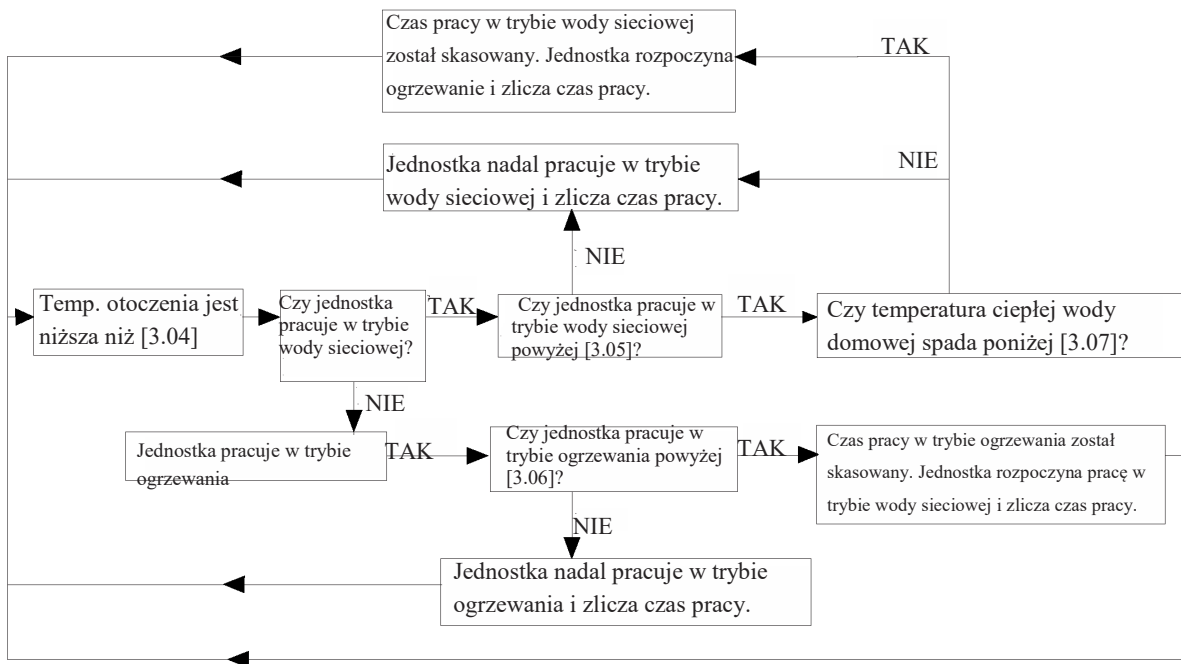 Czas pracy w trybie wody sieciowej
został skasowany. Jednostka rozpoczyna
ogrzewanie i zlicza czas pracy.
TAK
Jednostka nadal pracuje w trybie
wody sieciowej i zlicza czas pracy.
NIE
NIE
Temp. otoczenia jest
niższa niż [3.04]
Czy jednostka
pracuje w trybie
wody sieciowej?
TAK
Czy jednostka pracuje w
trybie wody sieciowej
powyżej [3.05]?
TAK
Czy temperatura ciepłej wody
domowej spada poniżej [3.07]?
NIE
Jednostka pracuje w trybie
ogrzewania
TAK
Czy jednostka pracuje w
trybie ogrzewania powyżej
[3.06]?
TAK
Czas pracy w trybie ogrzewania został
skasowany. Jednostka rozpoczyna pracę w
trybie wody sieciowej i zlicza czas pracy.
NIE
Jednostka nadal pracuje w trybie
ogrzewania i zlicza czas pracy.